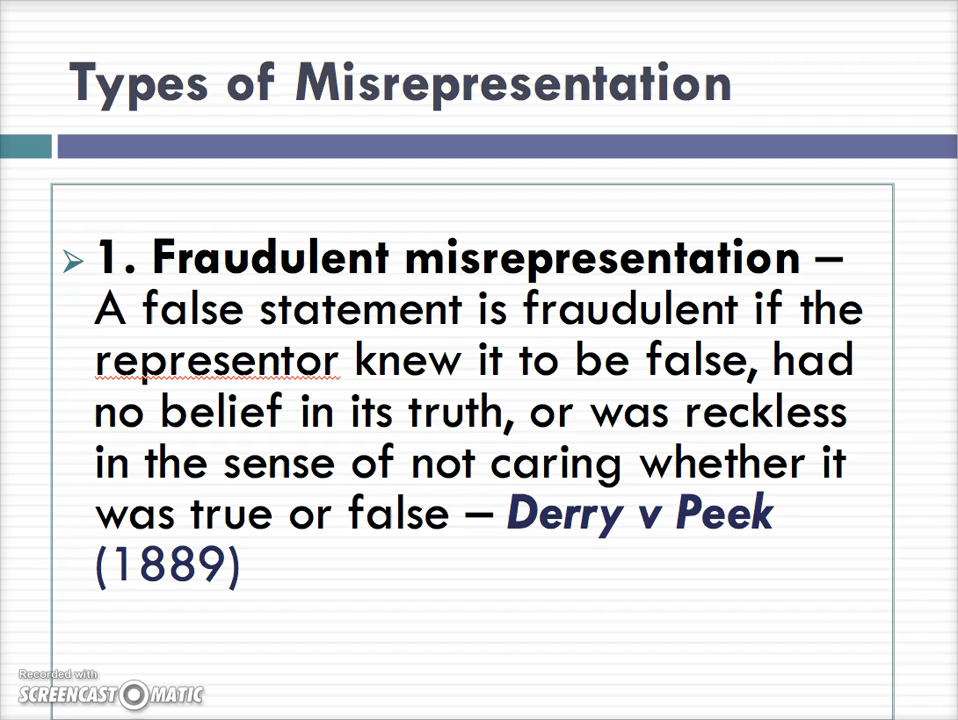 Types of Misrepresentation
1. Fraudulent misrepresentation –
A false statement is fraudulent if the
representor knew it to be false, had
no belief in its truth, or was reckless
in the sense of not caring whether it
was true or false – Derry v Peek
(1889)
Recorded with
SCREENCAST O MATIC